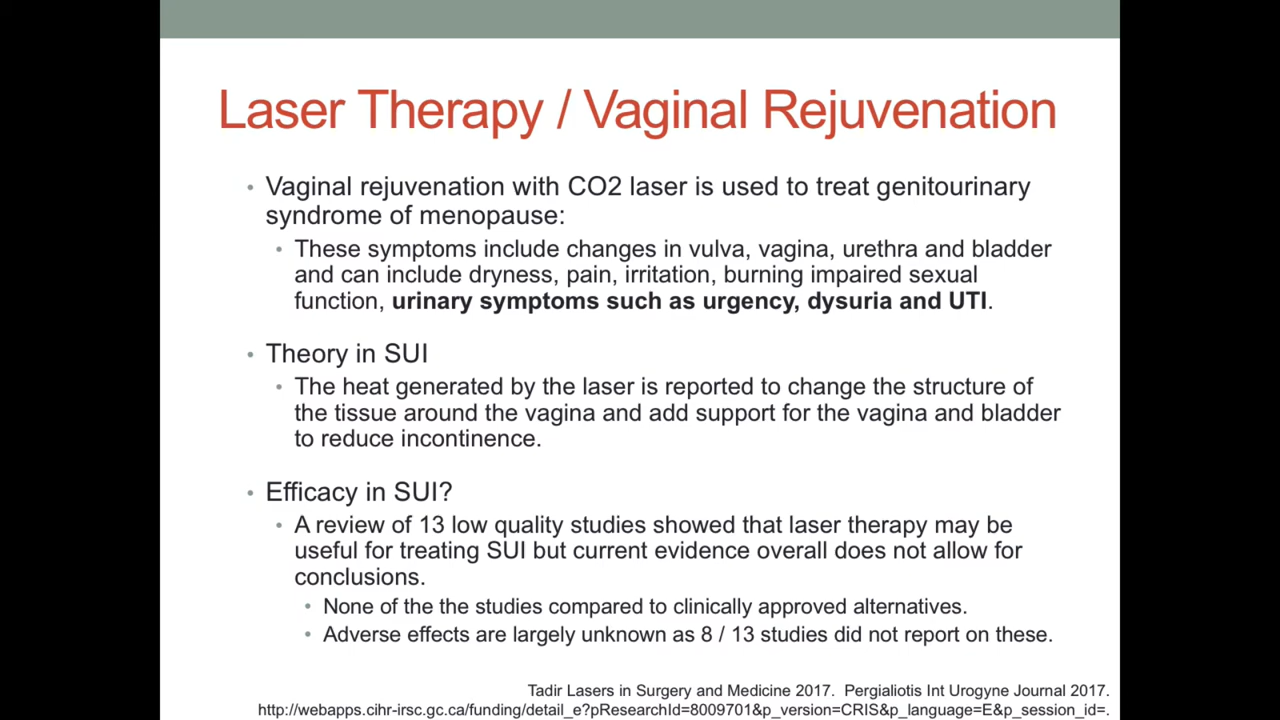 Laser Therapy / Vaginal Rejuvenation
• Vaginal rejuvenation with CO2 laser is used to treat genitourinary
syndrome of menopause:
• These symptoms include changes in vulva, vagina, urethra and bladder
and can include dryness, pain, irritation, burning impaired sexual
function, urinary symptoms such as urgency, dysuria and UTI.
• Theory in SUI
• The heat generated by the laser is reported to change the structure of
the tissue around the vagina and add support for the vagina and bladder
to reduce incontinence.
• Efficacy in SUI?
• A review of 13 low quality studies showed that laser therapy may be
useful for treating SUI but current evidence overall does not allow for
conclusions.
• None of the the studies compared to clinically approved alternatives.
• Adverse effects are largely unknown as 8 / 13 studies did not report on these.
Tadir Lasers in Surgery and Medicine 2017. Pergialiotis Int Urogyne Journal 2017.
http://webapps.cihr-irsc.gc.ca/funding/detail_e?pResearchId=8009701&p_version=CRIS&p_language=E&p_session_id=.